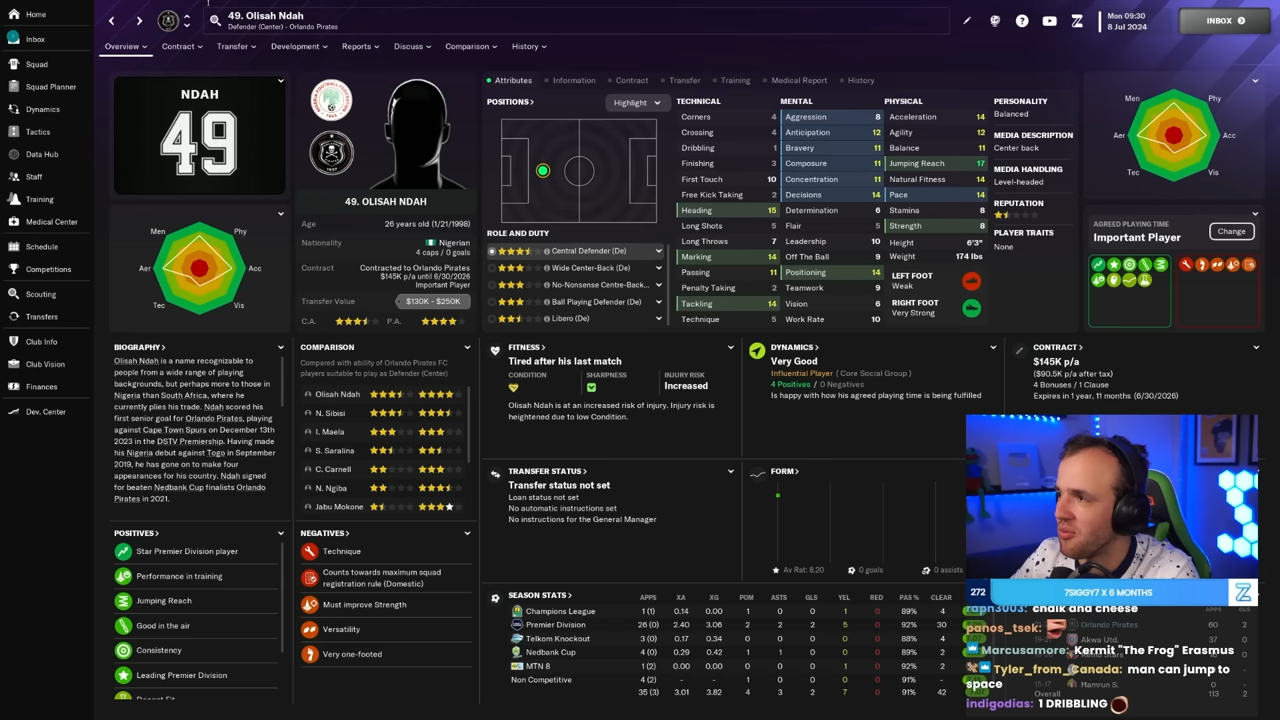 Home
Inbox
Squad
Squad Planner
Dynamics
Tactics
Data Hub
Staff
Training
Medical Center
Schedule
Competitions
Scouting
Transfers
Club Info
Club Vision
Finances
Dev. Center
49. Olisah Ndah
Defender (Center) - Orlando Pirates
Mon 09:30
8 Jul 2024
INBOX
Overview
Contract
Transfer
Development
Reports
Discuss
Comparison
History
NDAH
49
Men
Phy
Aer
Acc
Tec
Vis
49. OLISAH NDAH
Age 26 years old (1/21/1998)
Nationality Nigerian
4 caps / 0 goals
Contract Contracted to Orlando Pirates
$145K p/a until 6/30/2026
Important Player
Transfer Value $130K - $250K
C.A. P.A.
Attributes
Information
Contract
Transfer
Training
Medical Report
History
POSITIONS
Highlight
ROLE AND DUTY
Central Defender (De)
Wide Center-Back (De)
No-Nonsense Centre-Back...
Ball Playing Defender (De)
Libero (De)
TECHNICAL
Corners 4
Crossing 4
Dribbling 1
Finishing 3
First Touch 10
Free Kick Taking 2
Heading 15
Long Shots 5
Long Throws 7
Marking 14
Passing 11
Penalty Taking 2
Tackling 14
Technique 5
MENTAL
Aggression 8
Anticipation 12
Bravery 11
Composure 11
Concentration 11
Decisions 14
Determination 6
Flair 5
Leadership 10
Off The Ball 9
Positioning 14
Teamwork 9
Vision 6
Work Rate 10
PHYSICAL
Acceleration 14
Agility 12
Balance 11
Jumping Reach 17
Natural Fitness 14
Pace 14
Stamina 8
Strength 8
Height 6'3"
Weight 174 lbs
LEFT FOOT
Weak
RIGHT FOOT
Very Strong
PERSONALITY
Balanced
MEDIA DESCRIPTION
Center back
MEDIA HANDLING
Level-headed
REPUTATION
PLAYER TRAITS
None
Men
Phy
Aer
Acc
Tec
Vis
AGREED PLAYING TIME
Important Player
Change
BIOGRAPHY
Olisah Ndah is a name recognizable to
people from a wide range of playing
backgrounds, but perhaps more to those in
Nigeria than South Africa, where he
currently plies his trade. Ndah scored his
first senior goal for Orlando Pirates, playing
against Cape Town Spurs on December 13th
2023 in the DSTV Premiership. Having made
his Nigeria debut against Togo in September
2019, he has gone on to make four
appearances for his country. Ndah signed
for beaten Nedbank Cup finalists Orlando
Pirates in 2021.
COMPARISON
Compared with ability of Orlando Pirates FC
players suitable to play as Defender (Center)
Olisah Ndah
N. Sibisi
I. Maela
S. Saralina
C. Carnell
N. Ngiba
Jabu Mokone
POSITIVES
Star Premier Division player
Performance in training
Jumping Reach
Good in the air
Consistency
Leading Premier Division
Decent Fit
NEGATIVES
Technique
Counts towards maximum squad
registration rule (Domestic)
Must improve Strength
Versatility
Very one-footed
FITNESS
Tired after his last match
CONDITION
SHARPNESS
INJURY RISK
Increased
Olisah Ndah is at an increased risk of injury. Injury risk is
heightened due to low Condition.
DYNAMICS
Very Good
Influential Player ( Core Social Group )
4 Positives / 0 Negatives
Is happy with how his agreed playing time is being fulfilled
CONTRACT
$145K p/a
($90.5K p/a after tax)
4 Bonuses / 1 Clause
Expires in 1 year, 11 months (6/30/2026)
TRANSFER STATUS
Transfer status not set
Loan status not set
No automatic instructions set
No instructions for the General Manager
FORM
Av Rat: 8.20
0 goals
0 assists
SEASON STATS APPS XA XG POM ASTS GLS YEL RED PAS % CLEAR
Champions League 1 (1) 0.14 0.00 1 0 0 1 0 89% 4
Premier Division 26 (0) 2.40 3.06 2 2 2 5 0 92% 30
Telkom Knockout 3 (0) 0.17 0.34 0 0 0 0 0 88% 4
Nedbank Cup 4 (0) 0.29 0.42 1 1 0 0 0 89% 2
MTN 8 1 (2) 0.00 0.00 0 0 0 1 0 92% 2
Non Competitive 4 (2) - - 1 0 0 0 0 91% -
35 (3) 3.01 3.82 4 3 2 7 0 91% 42
272
7SIGGY7 X 6 MONTHS
raph3003: chalk and cheese
panos_tsek:
Marcusamore: Kermit "The Frog" Erasmus
Tyler_from_Canada: man can jump to
space
indigodias: 1 DRIBBLING
APPS
GLS
Orlando Pirates 60 2
Akwa Utd. 37 0
Hamrun S.
Overall 113 2